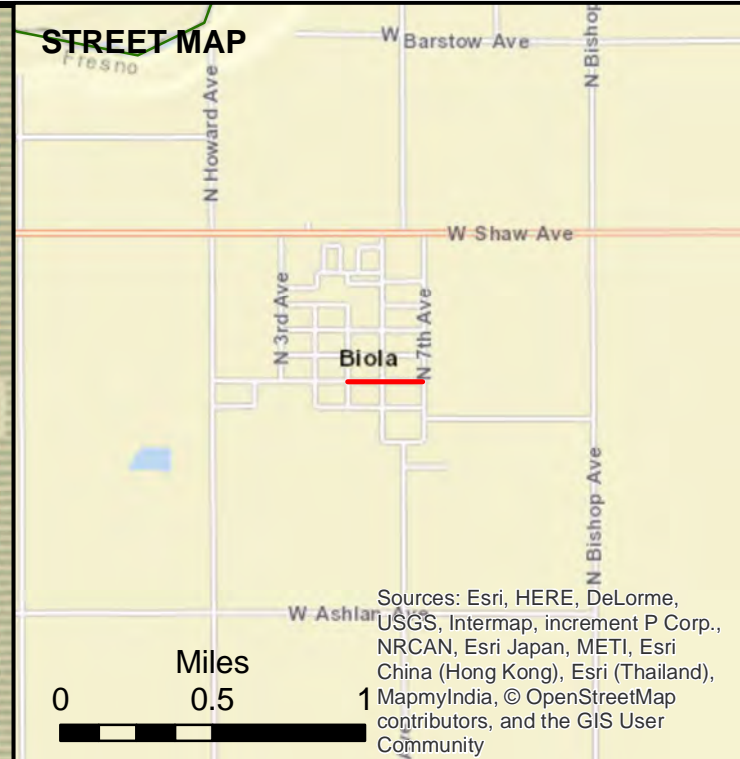 STREET MAP
Fresno
W Barstow Ave
N Bishop
N Howard Ave
W Shaw Ave
N 3rd Ave
N 7th Ave
Biola
N Bishop Ave
W Ashlan Ave
Miles
0 0.5 1
Sources: Esri, HERE, DeLorme,
USGS, Intermap, increment P Corp.,
NRCAN, Esri Japan, METI, Esri
China (Hong Kong), Esri (Thailand),
MapmyIndia, © OpenStreetMap
contributors, and the GIS User
Community